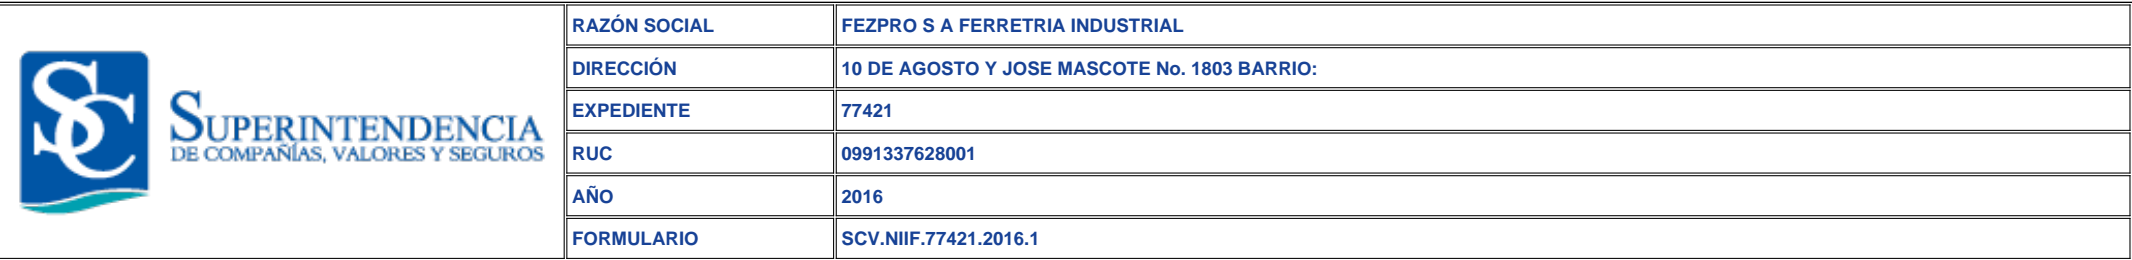 SC
SUPERINTENDENCIA
DE COMPAÑÍAS, VALORES Y SEGUROS
RAZÓN SOCIAL FEZPRO S A FERRETRIA INDUSTRIAL
DIRECCIÓN 10 DE AGOSTO Y JOSE MASCOTE No. 1803 BARRIO:
EXPEDIENTE 77421
RUC 0991337628001
AÑO 2016
FORMULARIO SCV.NIIF.77421.2016.1